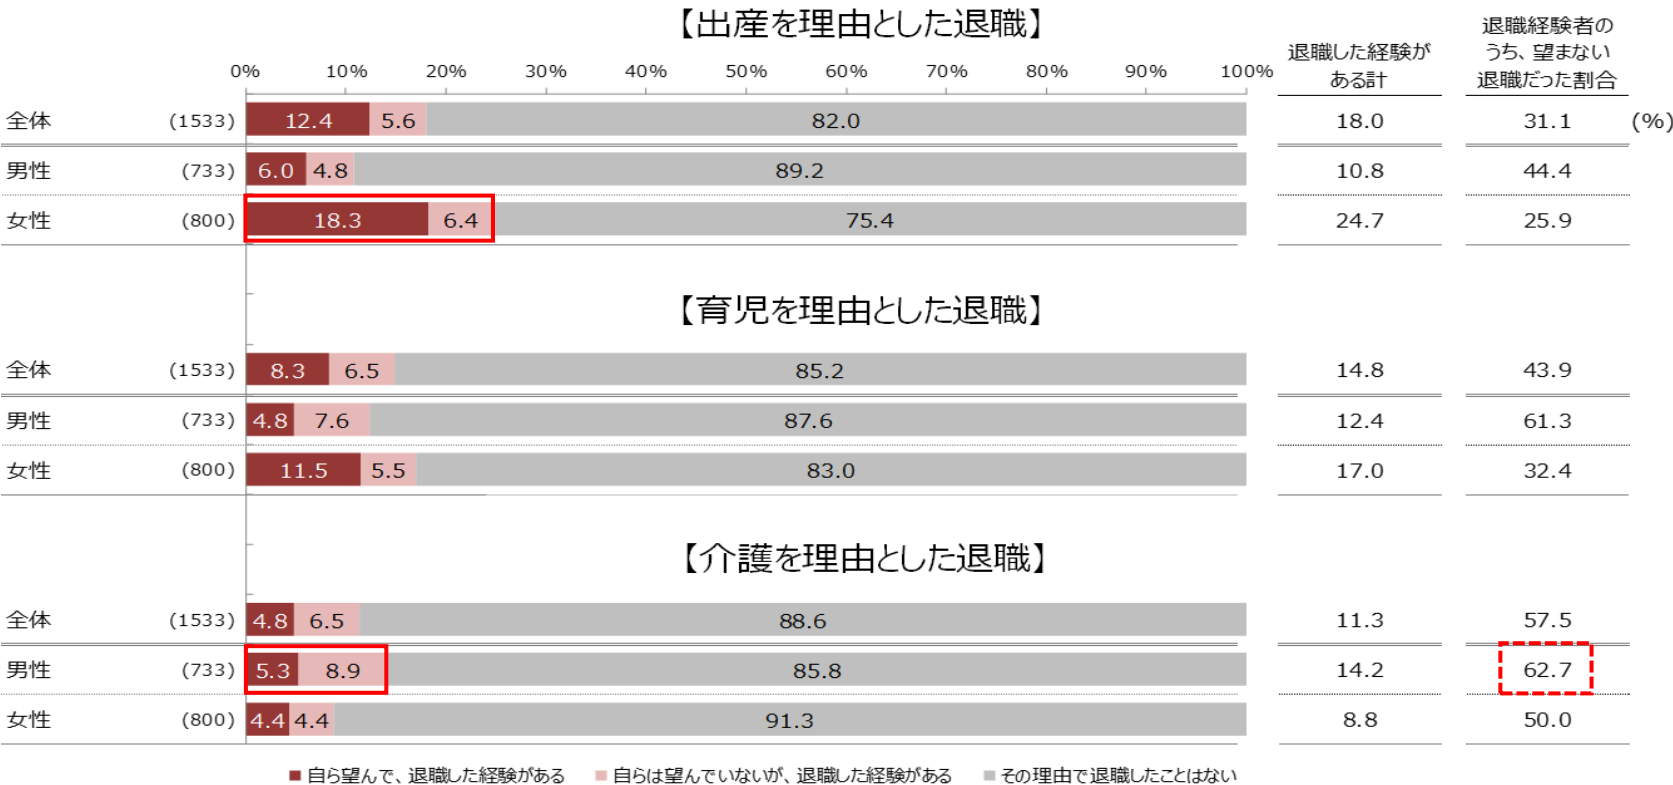 【出産を理由とした退職】
退職した経験が
ある計
退職経験者の
うち、望まない
退職だった割合
0% 10% 20% 30% 40% 50% 60% 70% 80% 90% 100%
全体 (1533) 12.4 5.6 82.0 18.0 31.1 (%)
男性 (733) 6.0 4.8 89.2 10.8 44.4
女性 (800) 18.3 6.4 75.4 24.7 25.9
【育児を理由とした退職】
全体 (1533) 8.3 6.5 85.2 14.8 43.9
男性 (733) 4.8 7.6 87.6 12.4 61.3
女性 (800) 11.5 5.5 83.0 17.0 32.4
【介護を理由とした退職】
全体 (1533) 4.8 6.5 88.6 11.3 57.5
男性 (733) 5.3 8.9 85.8 14.2 62.7
女性 (800) 4.4 4.4 91.3 8.8 50.0
自ら望んで、退職した経験がある 自らは望んでいないが、退職した経験がある その理由で退職したことはない